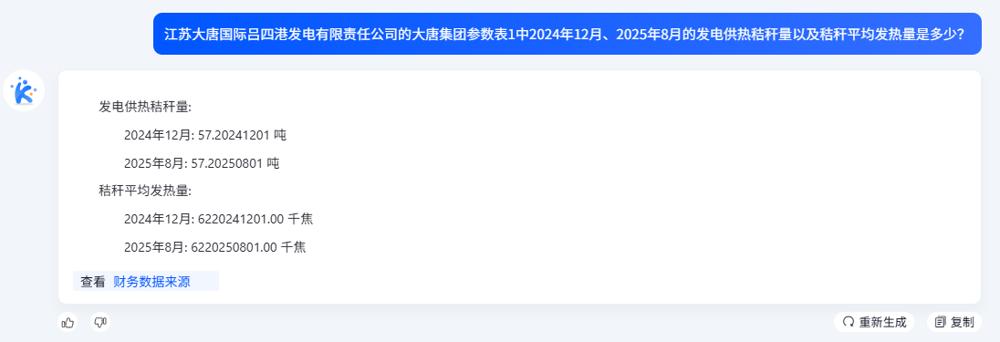 江苏大唐国际吕四港发电有限责任公司的大唐集团参数表1中2024年12月、2025年8月的发电供热秸秆量以及秸秆平均发热量是多少？
发电供热秸秆量:
2024年12月: 57.20241201 吨
2025年8月: 57.20250801 吨
秸秆平均发热量:
2024年12月: 6220241201.00 千焦
2025年8月: 6220250801.00 千焦
查看 财务数据来源
重新生成 复制